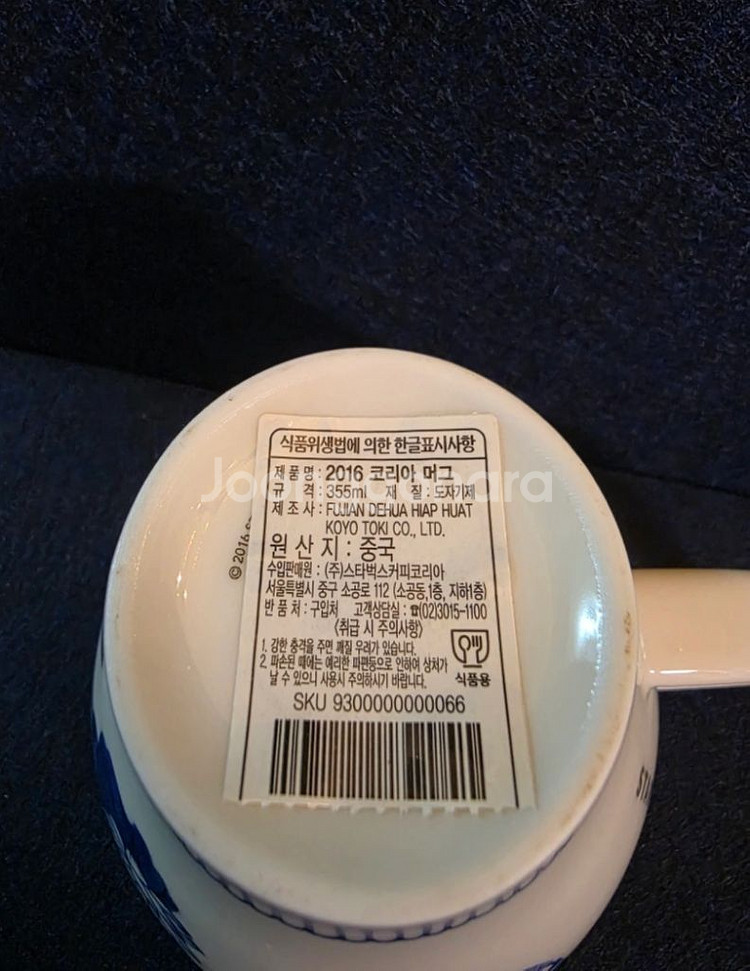 식품위생법에 의한 한글표시사항
제 품 명 : 2016 코리아 머그
규 격 : 355ml 재 질 : 도자기제
제 조 사 : FUJIAN DEHUA HIAP HUAT
KOYO TOKI CO., LTD.
원 산 지 : 중국
수입판매원 : (주)스타벅스커피코리아
서울특별시 중구 소공로 112 (소공동,1층, 지하1층)
반 품 처 : 구입처 고객상담실 : ☎(02)3015-1100
<취급 시 주의사항>
1. 강한 충격을 주면 깨질 우려가 있습니다.
2. 파손된 때에는 예리한 파편등으로 인하여 상처가
날 수 있으니 사용시 주의하시기 바랍니다.
식품용
SKU 9300000000066
© 2016
ST